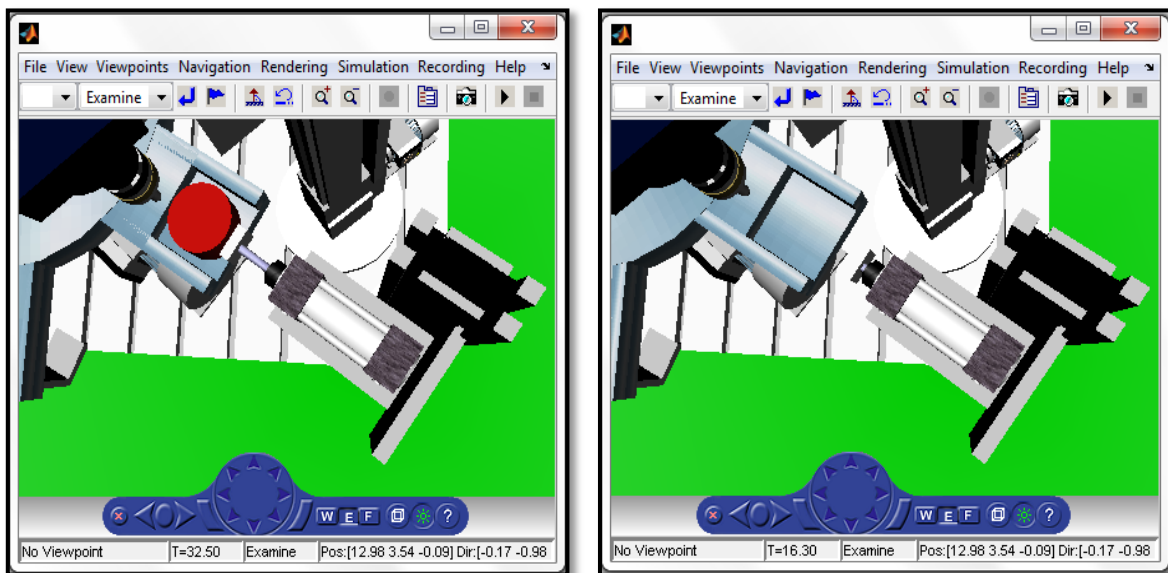 File View Viewpoints Navigation Rendering Simulation Recording Help
Examine
W E F ?
No Viewpoint T=32.50 Examine Pos:[12.98 3.54 -0.09] Dir:[-0.17 -0.98
File View Viewpoints Navigation Rendering Simulation Recording Help
Examine
W E F ?
No Viewpoint T=16.30 Examine Pos:[12.98 3.54 -0.09] Dir:[-0.17 -0.98